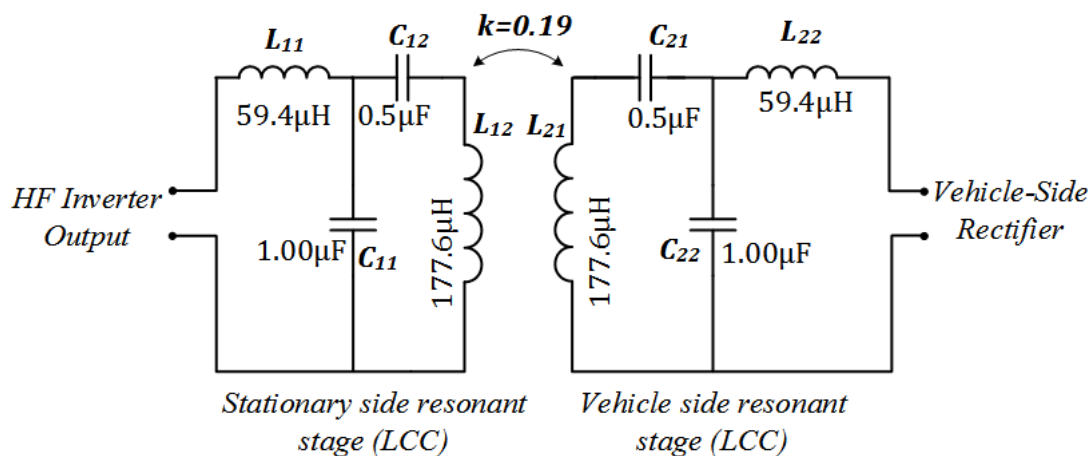 k=0.19
L11
C12
C21
L22
59.4μH
0.5μF
0.5μF
59.4μH
L12 L21
HF Inverter
Output
1.00μF
C11
177.6μH
177.6μH
C22
1.00μF
Vehicle-Side
Rectifier
Stationary side resonant
stage (LCC)
Vehicle side resonant
stage (LCC)